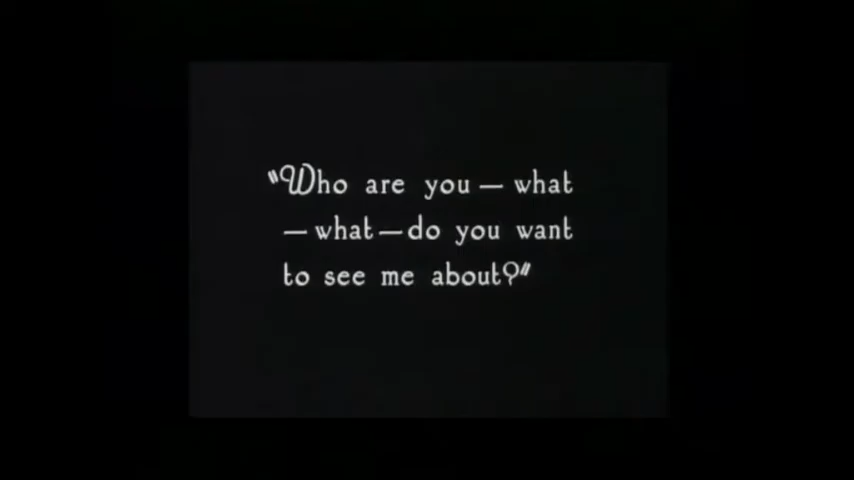 "Who are you — what
— what — do you want
to see me about?"